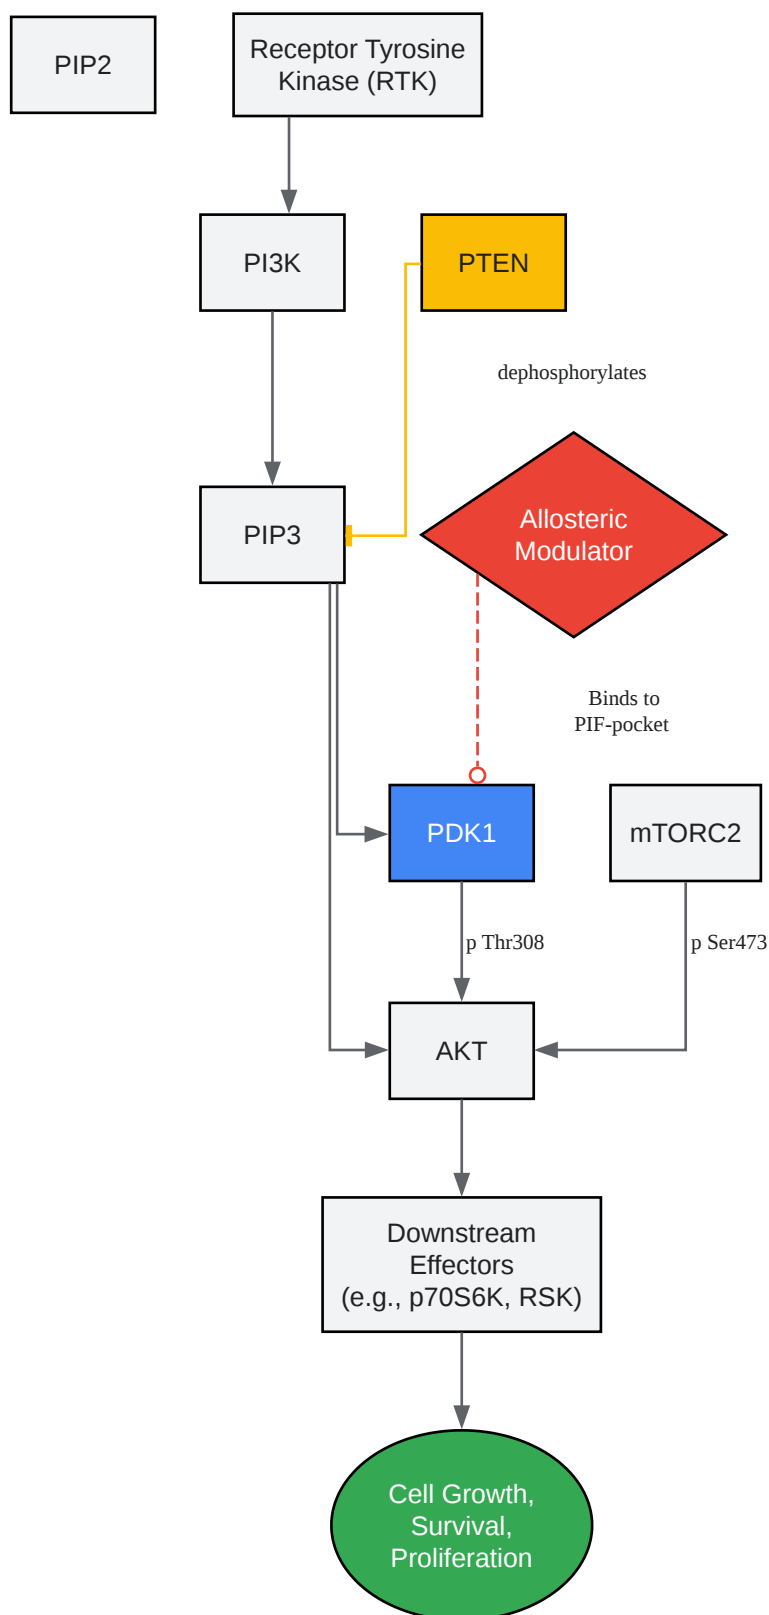 PIP2
Receptor Tyrosine
Kinase (RTK)
PI3K
PTEN
dephosphorylates
PIP3
Allosteric
Modulator
Binds to
PIF-pocket
PDK1
mTORC2
p Thr308
p Ser473
AKT
Downstream
Effectors
(e.g., p70S6K, RSK)
Cell Growth,
Survival,
Proliferation